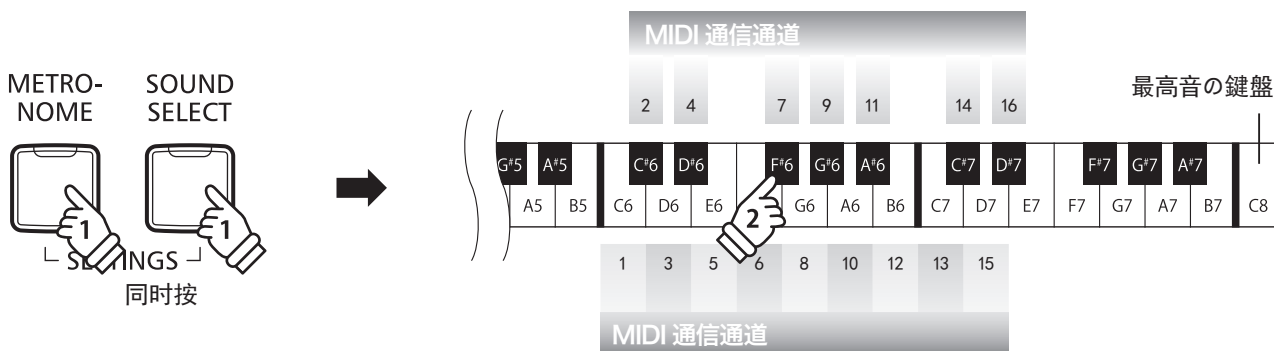 MIDI 通信通道
METRO-
NOME
SOUND
SELECT
最高音の鍵盤
2 4 7 9 11 14 16
G#5 A#5 C#6 D#6 F#6 G#6 A#6 C#7 D#7 F#7 G#7 A#7
A5 B5 C6 D6 E6 G6 A6 B6 C7 D7 E7 F7 G7 A7 B7 C8
1
1
2
SETTINGS
同时按
1 3 5 6 8 10 12 13 15
MIDI 通信通道